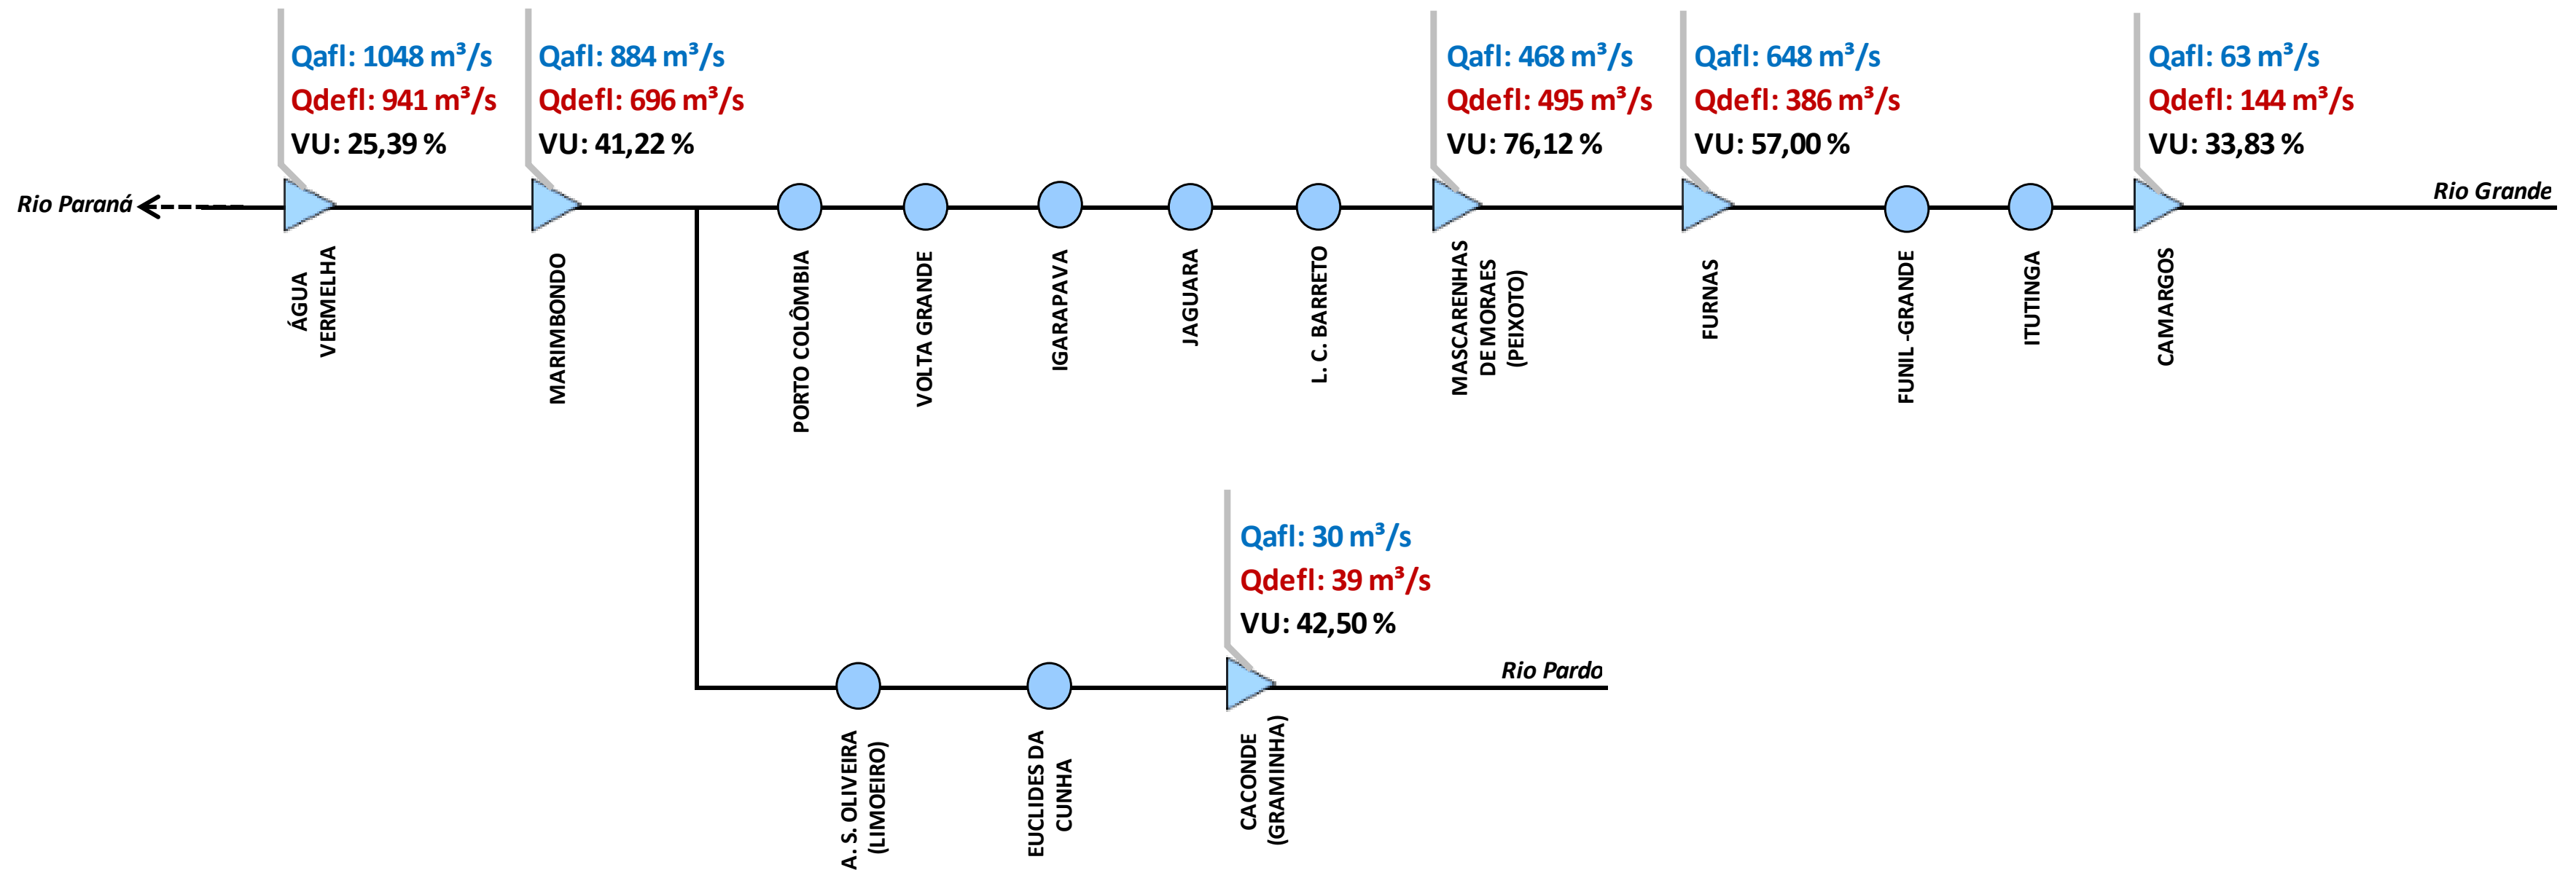 Qafl: 1048 m³/s
Qdefl: 941 m³/s
VU: 25,39 %
Qafl: 884 m³/s
Qdefl: 696 m³/s
VU: 41,22 %
Qafl: 468 m³/s
Qdefl: 495 m³/s
VU: 76,12 %
Qafl: 648 m³/s
Qdefl: 386 m³/s
VU: 57,00 %
Qafl: 63 m³/s
Qdefl: 144 m³/s
VU: 33,83 %
Rio Paraná
Rio Grande
ÁGUA
VERMELHA
MARIMBONDO
PORTO COLÔMBIA
VOLTA GRANDE
IGARAPAVA
JAGUARA
L. C. BARRETO
MASCARENHAS
DE MORAES
(PEIXOTO)
FURNAS
FUNIL -GRANDE
ITUTINGA
CAMARGOS
Qafl: 30 m³/s
Qdefl: 39 m³/s
VU: 42,50 %
Rio Pardo
A. S. OLIVEIRA
(LIMOEIRO)
EUCLIDES DA
CUNHA
CACONDE
(GRAMINHA)